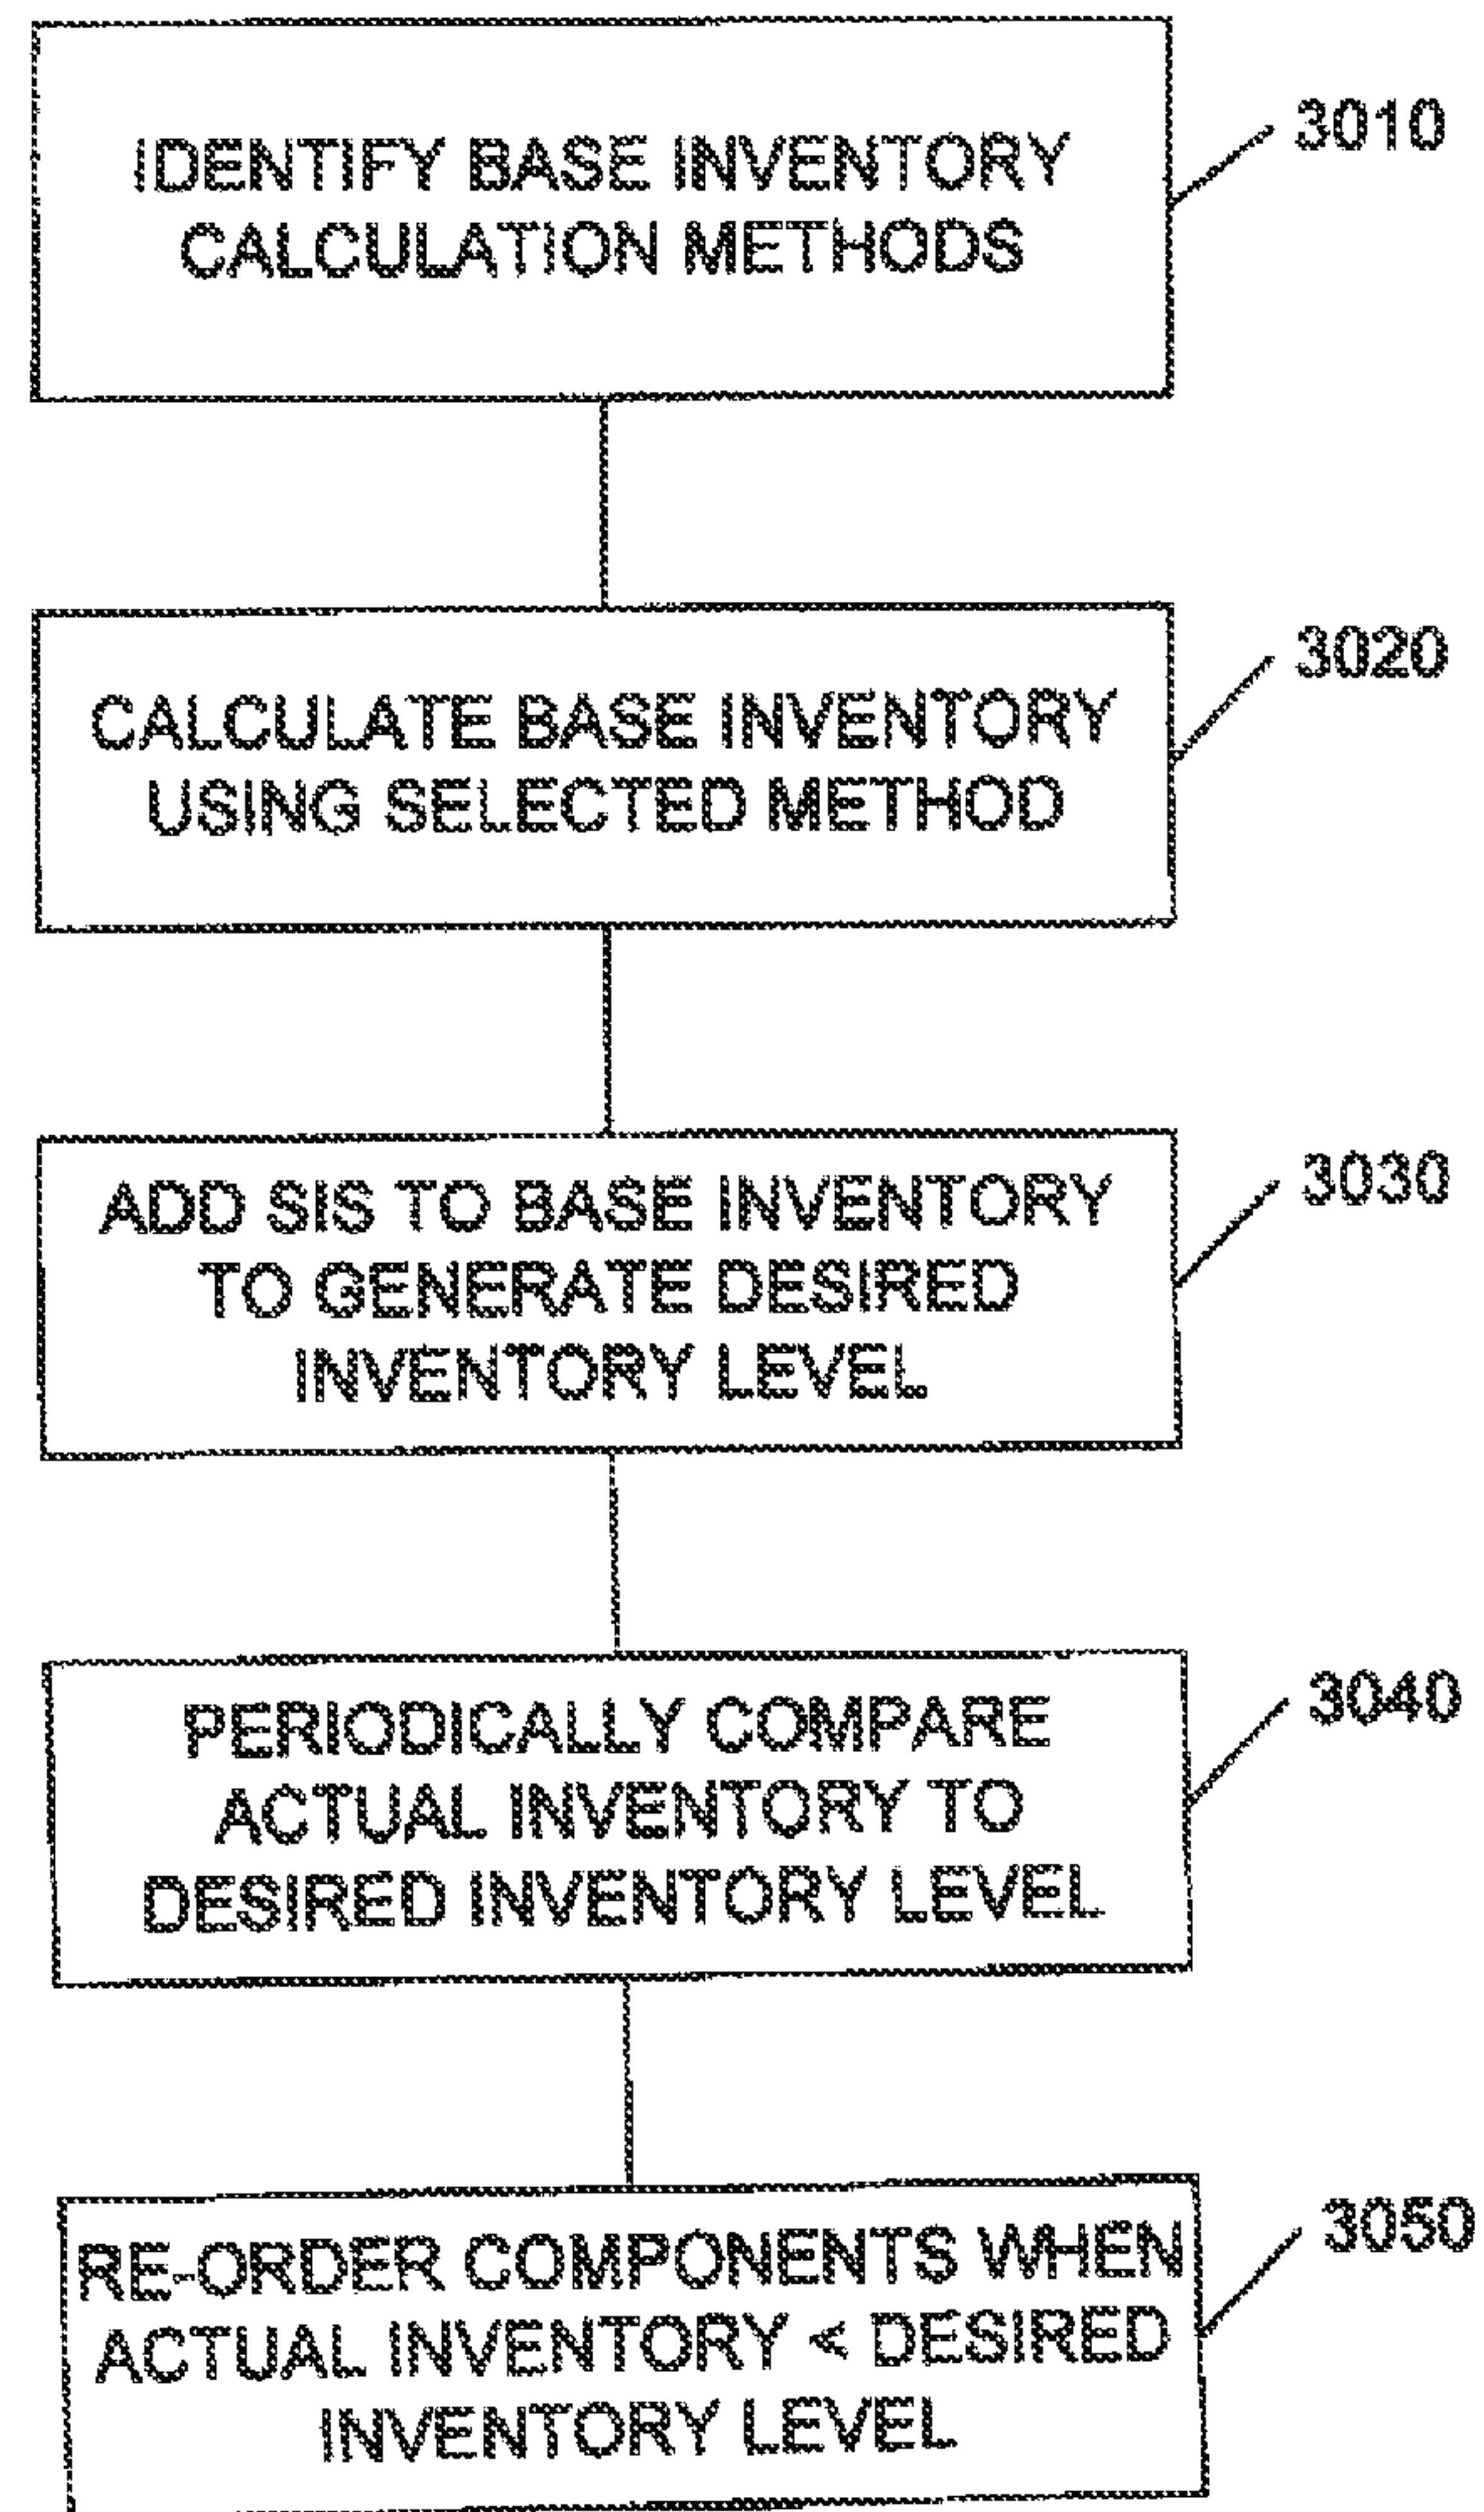 IDENTIFY BASE INVENTORY
CALCULATION METHODS
3010
CALCULATE BASE INVENTORY
USING SELECTED METHOD
3020
ADD SIS TO BASE INVENTORY
TO GENERATE DESIRED
INVENTORY LEVEL
3030
PERIODICALLY COMPARE
ACTUAL INVENTORY TO
DESIRED INVENTORY LEVEL
3040
RE-ORDER COMPONENTS WHEN
ACTUAL INVENTORY < DESIRED
INVENTORY LEVEL
3050